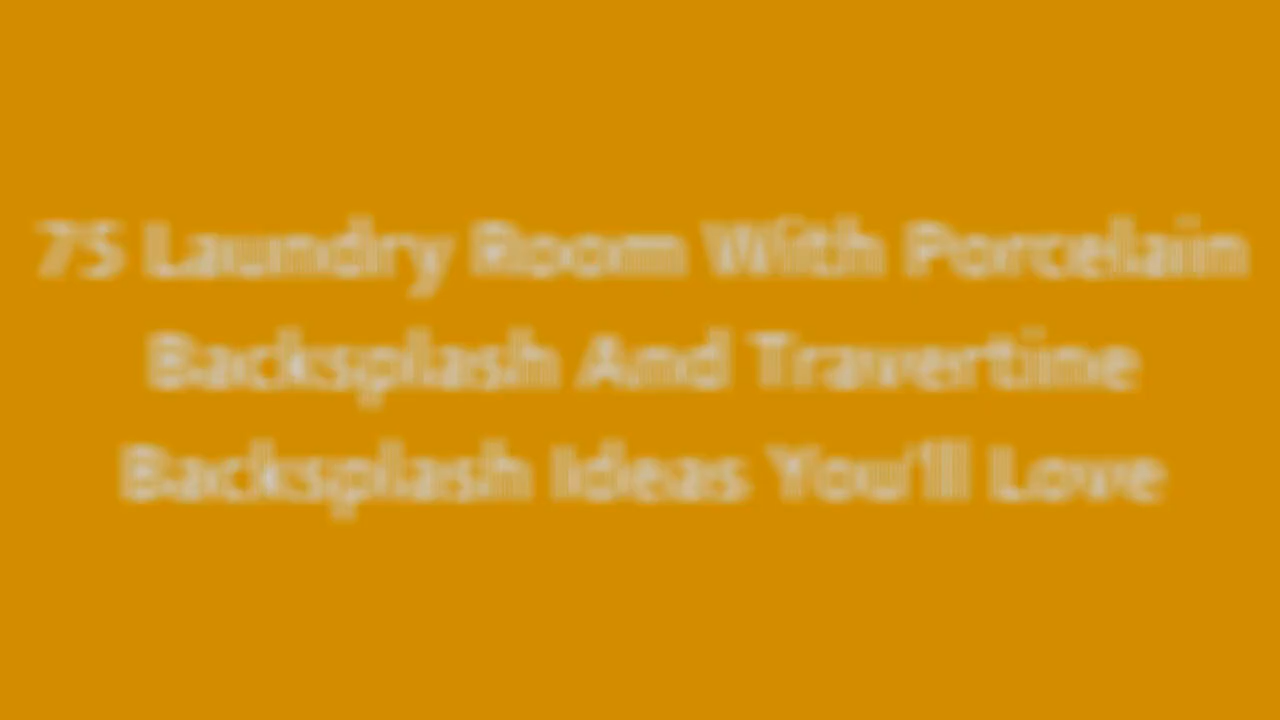 75 Laundry Room With Porcelain
Backsplash And Travertine
Backsplash Ideas You'll Love